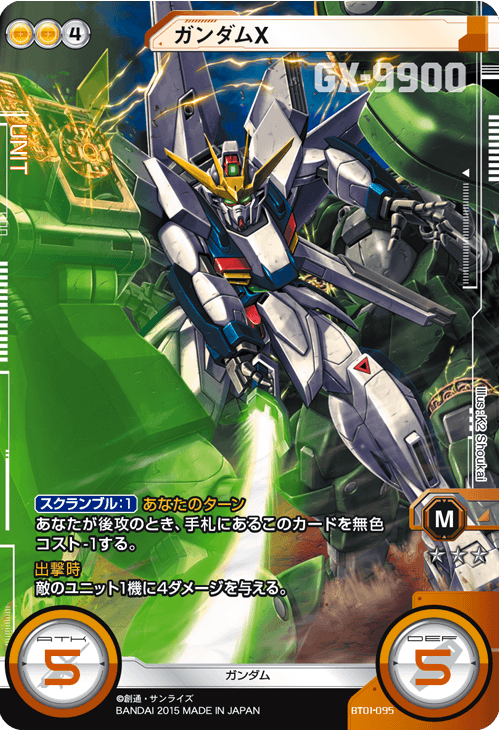 4
ガンダムX
GX-9900
UNIT
Illus:K2 Shoukai
スクランブル:1 あなたのターン
あなたが後攻のとき、手札にあるこのカードを無色
コスト-1する。
出撃時
敵のユニット1機に4ダメージを与える。
M
ATK
5
DEF
5
ガンダム
©創通・サンライズ
BANDAI 2015 MADE IN JAPAN
BT01-095